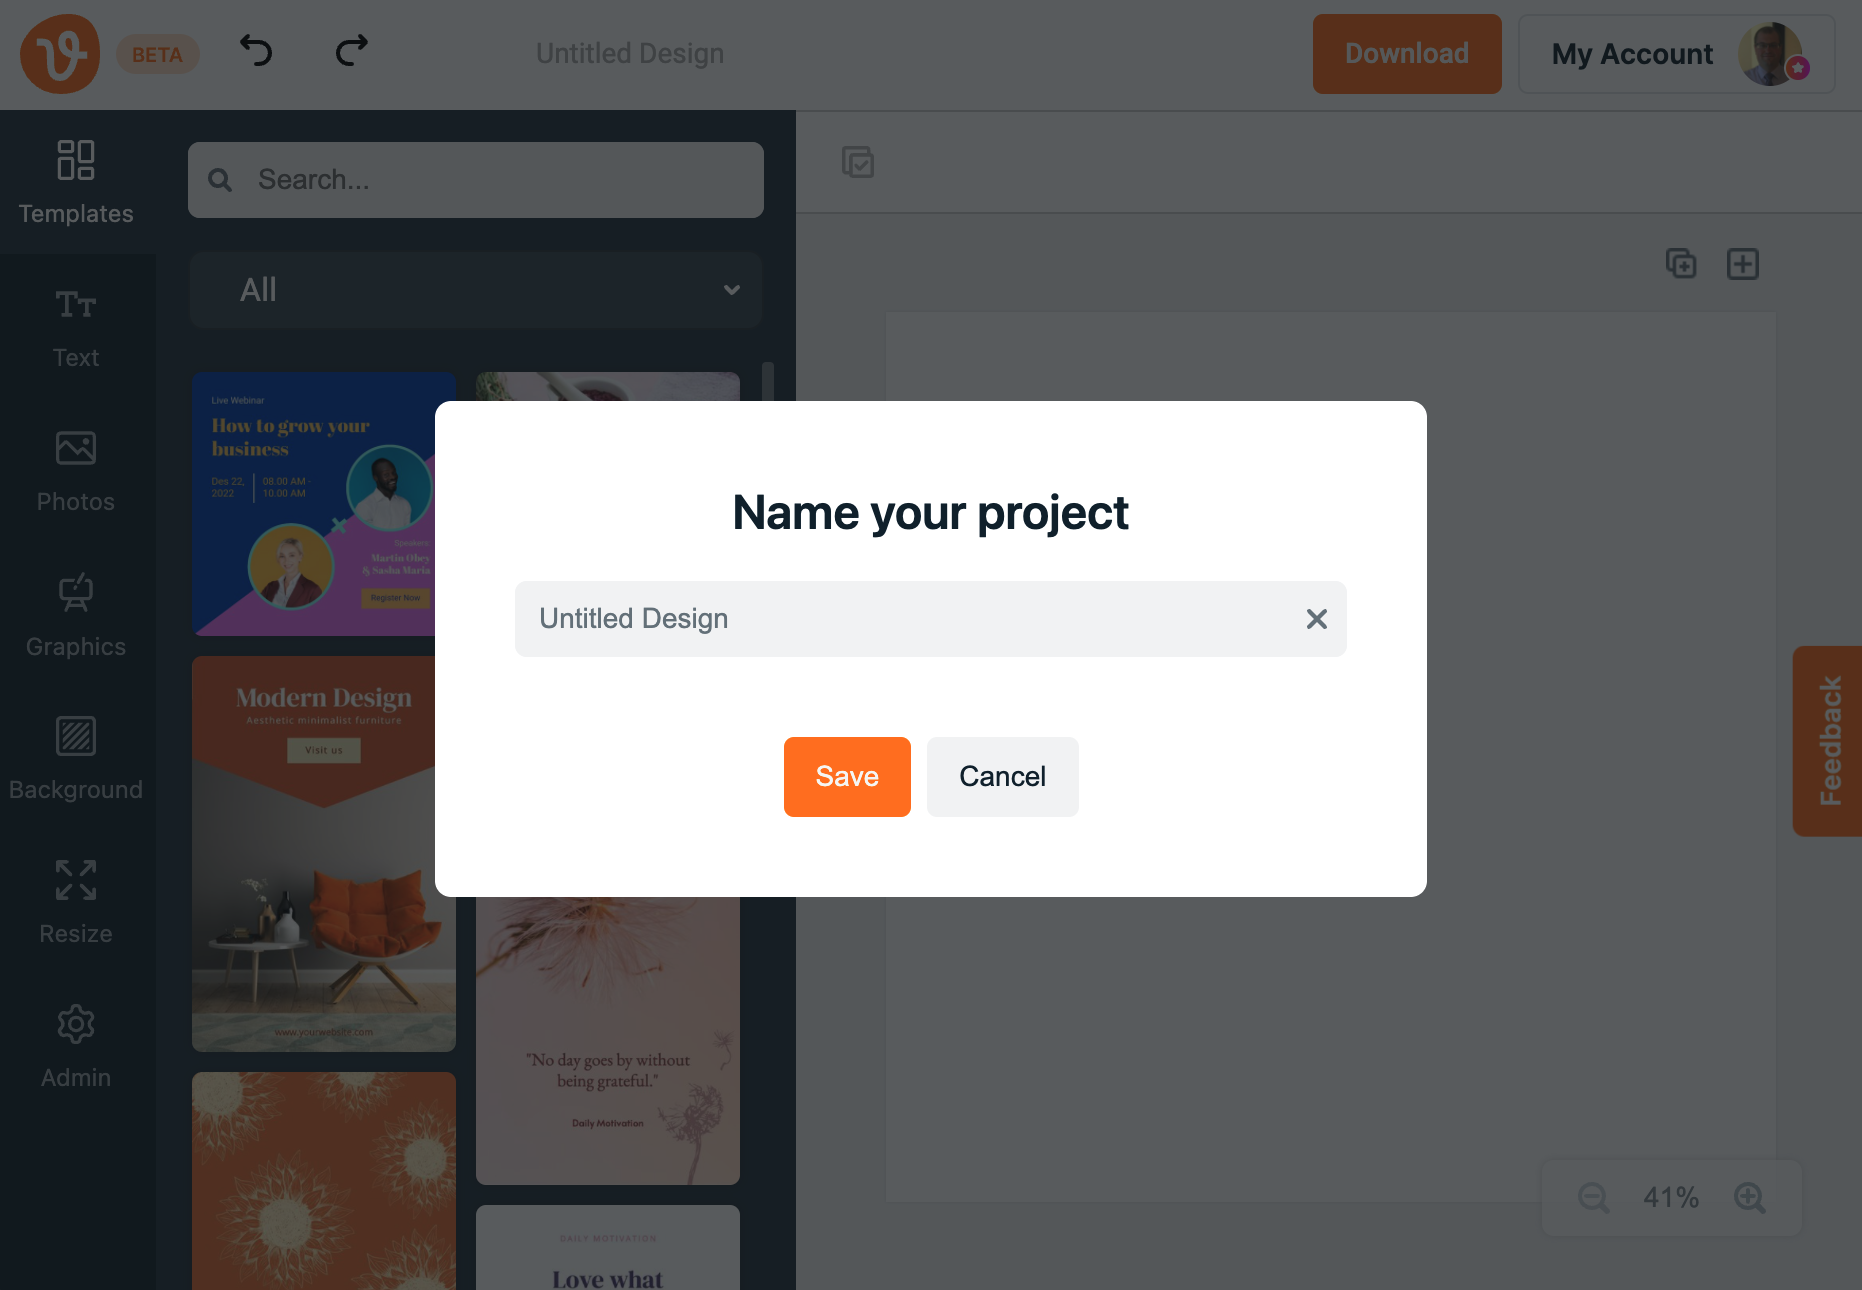 BETA
Untitled Design
Download
My Account
Templates
Text
Photos
Graphics
Background
Resize
Admin
Search...
All
Live Webinar
How to grow your
business
Des 22,
2022
08.00 AM -
10.00 AM
Speakers
Martin Obey
& Sasha Maria
Register Now
Modern Design
Aesthetic minimalist furniture
Visit us
www.yourwebsite.com
"No day goes by without
being grateful."
Daily Motivation
DAILY MOTIVATION
Love what
Name your project
Untitled Design
Save
Cancel
Feedback
41%